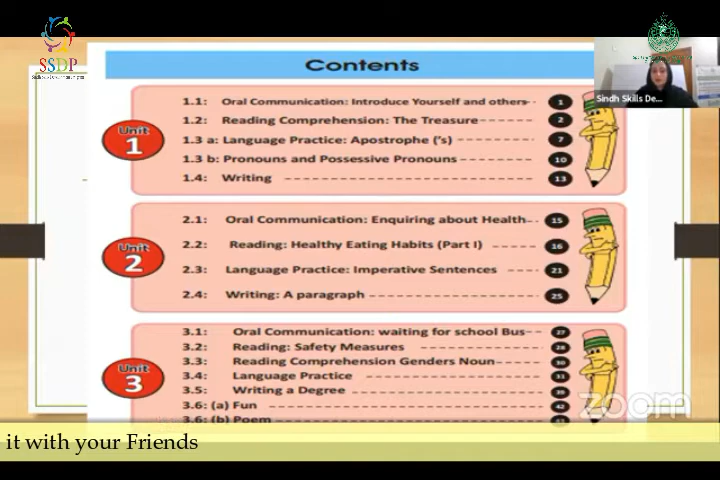 SSDP
Contents
Sindh Skills De...
Unit 1
1.1: Oral Communication: Introduce Yourself and others 1
1.2: Reading Comprehension: The Treasure 2
1.3 a: Language Practice: Apostrophe ('s) 7
1.3 b: Pronouns and Possessive Pronouns 10
1.4: Writing 13
Unit 2
2.1: Oral Communication: Enquiring about Health 15
2.2: Reading: Healthy Eating Habits (Part I) 16
2.3: Language Practice: Imperative Sentences 21
2.4: Writing: A paragraph 25
Unit 3
3.1: Oral Communication: waiting for school Bus 27
3.2: Reading: Safety Measures 28
3.3: Reading Comprehension Genders Noun 30
3.4: Language Practice 31
3.5: Writing a Degree
3.6: (a) Fun 42
3.6: (b) Poem
zoom
it with your Friends